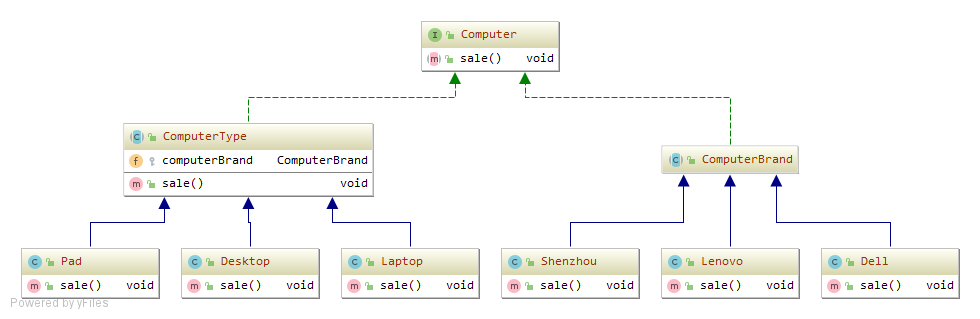 Computer
sale() void
ComputerType
computerBrand ComputerBrand
sale() void
ComputerBrand
Pad
sale() void
Desktop
sale() void
Laptop
sale() void
Shenzhou
sale() void
Lenovo
sale() void
Dell
sale() void
Powered by yFiles